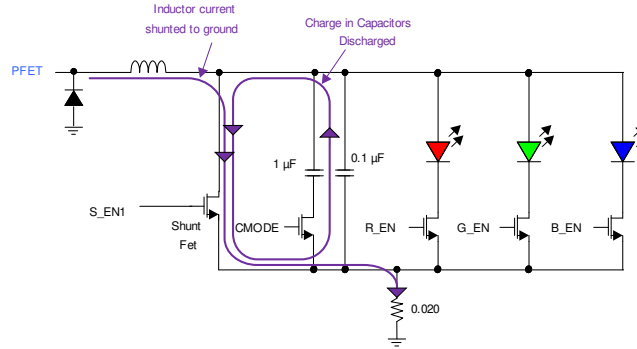 Inductor current
shunted to ground
Charge in Capacitors
Discharged
PFET
1 µF
0.1 µF
S_EN1
Shunt
Fet
CMODE
R_EN
G_EN
B_EN
0.020